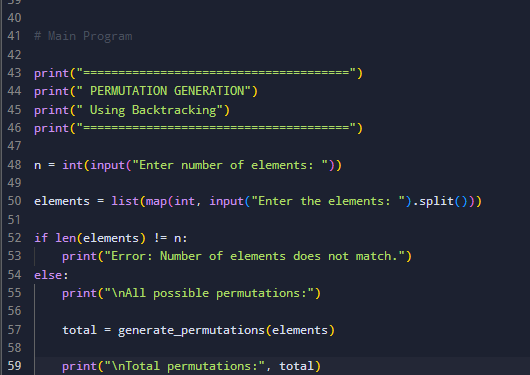 39
40
41 # Main Program
42
43 print("======================================")
44 print(" PERMUTATION GENERATION")
45 print(" Using Backtracking")
46 print("======================================")
47
48 n = int(input("Enter number of elements: "))
49
50 elements = list(map(int, input("Enter the elements: ").split()))
51
52 if len(elements) != n:
53     print("Error: Number of elements does not match.")
54 else:
55     print("\nAll possible permutations:")
56
57     total = generate_permutations(elements)
58
59     print("\nTotal permutations:", total)